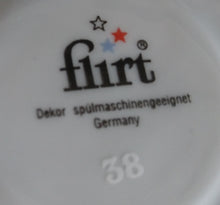 flirt®
Dekor spülmaschinengeeignet
Germany
38